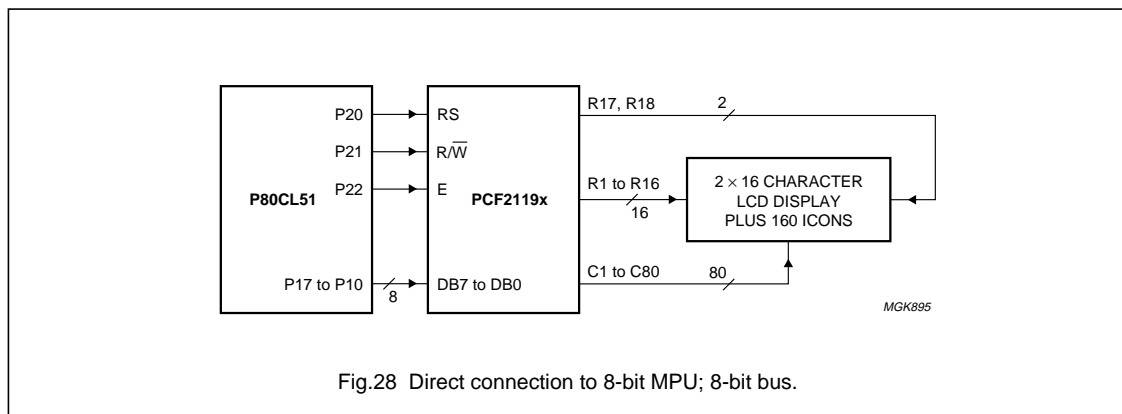 P80CL51
P20
P21
P22
P17 to P10
8
RS
R/W̅
E
PCF2119x
DB7 to DB0
R17, R18
2
R1 to R16
16
C1 to C80
80
2 × 16 CHARACTER
LCD DISPLAY
PLUS 160 ICONS
MGK895
Fig.28 Direct connection to 8-bit MPU; 8-bit bus.